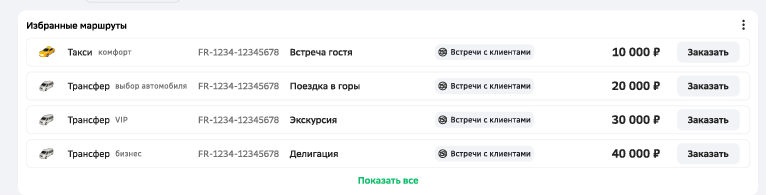 Избранные маршруты
Такси комфорт FR-1234-12345678 Встреча гостя Встречи с клиентами 10 000 ₽ Заказать
Трансфер выбор автомобиля FR-1234-12345678 Поездка в горы Встречи с клиентами 20 000 ₽ Заказать
Трансфер VIP FR-1234-12345678 Экскурсия Встречи с клиентами 30 000 ₽ Заказать
Трансфер бизнес FR-1234-12345678 Делигация Встречи с клиентами 40 000 ₽ Заказать
Показать все